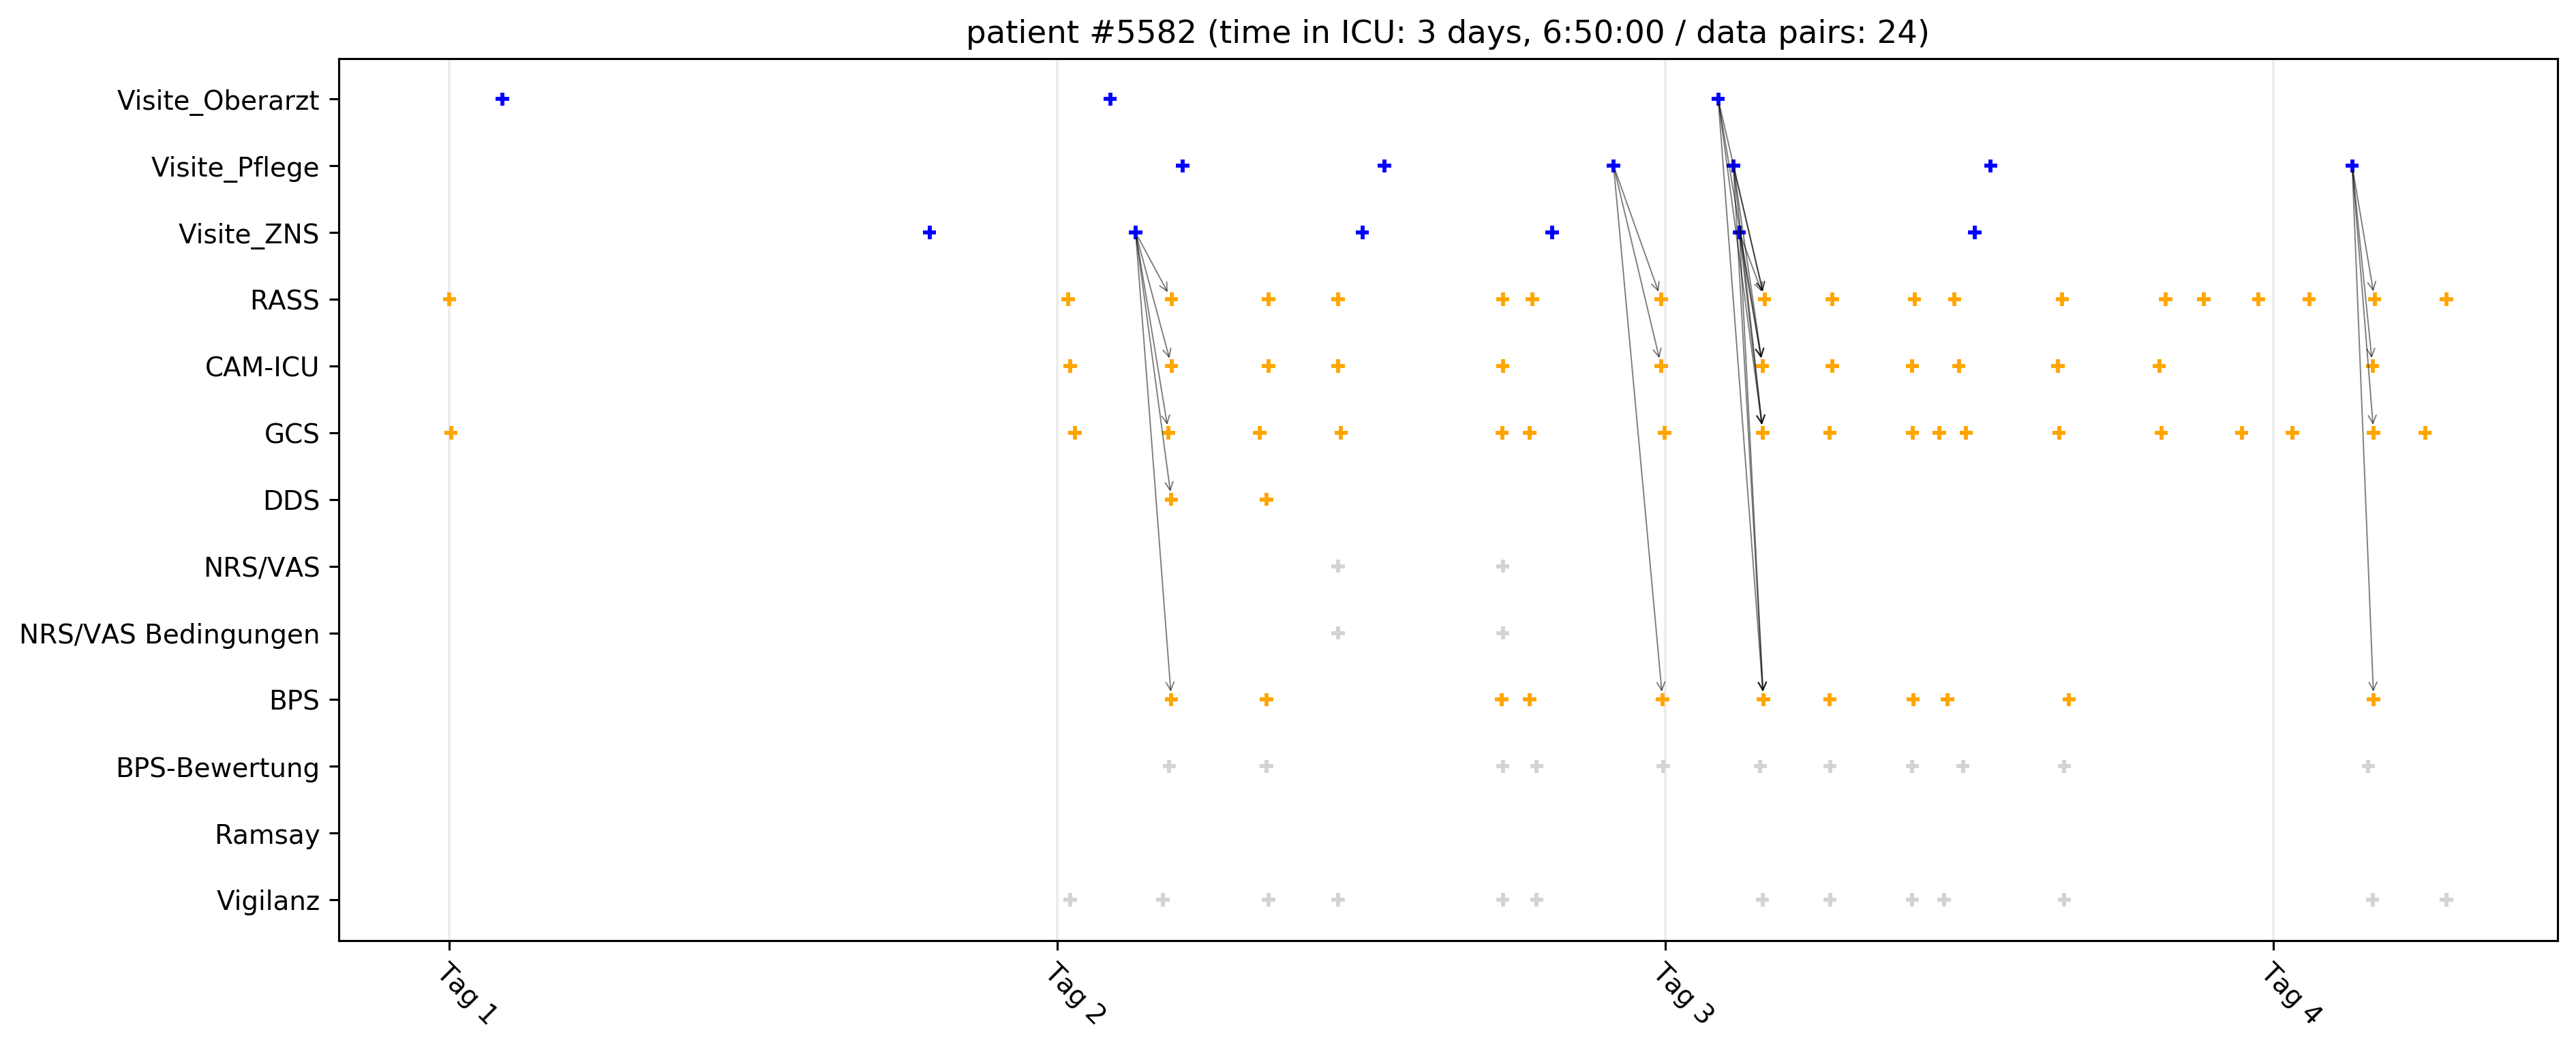 patient #5582 (time in ICU: 3 days, 6:50:00 / data pairs: 24)
Visite_Oberarzt
Visite_Pflege
Visite_ZNS
RASS
CAM-ICU
GCS
DDS
NRS/VAS
NRS/VAS Bedingungen
BPS
BPS-Bewertung
Ramsay
Vigilanz
Tag 1
Tag 2
Tag 3
Tag 4